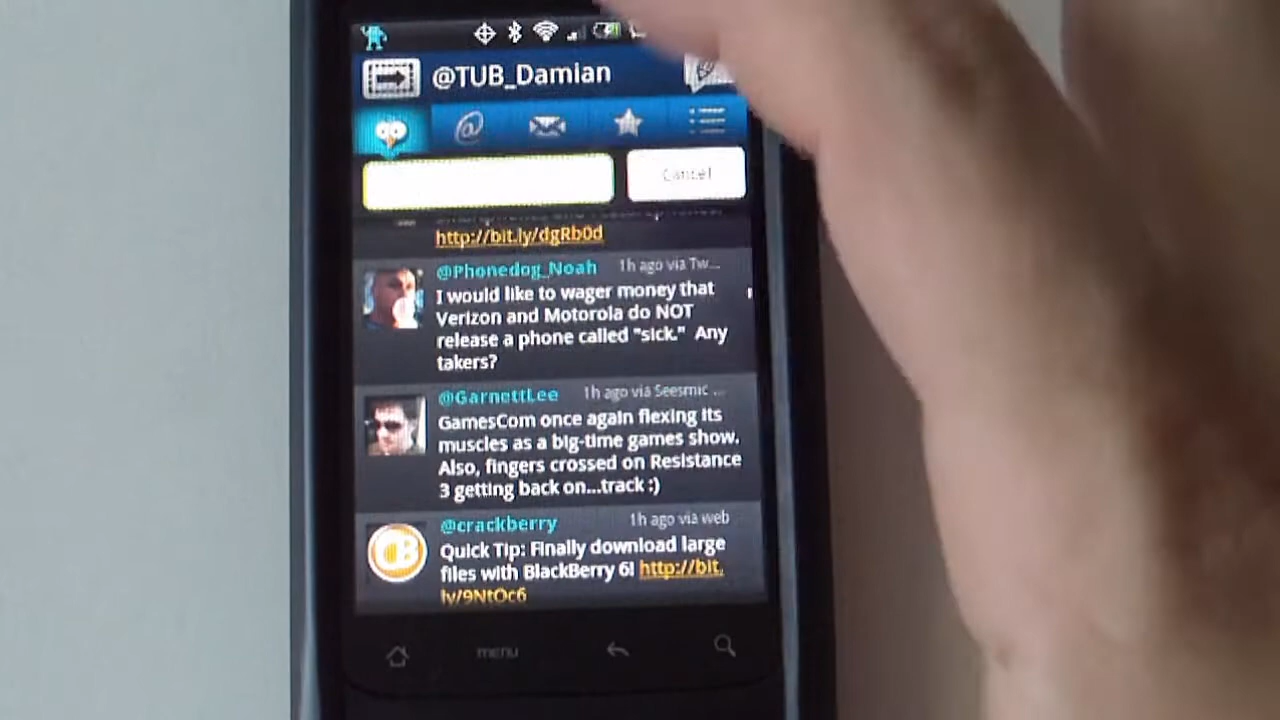 @TUB_Damian
Cancel
http://bit.ly/dgRb0d
@Phonedog_Noah 1h ago via Tw...
I would like to wager money that
Verizon and Motorola do NOT
release a phone called "sick." Any
takers?
@GarnettLee 1h ago via Seesmic ...
GamesCom once again flexing its
muscles as a big-time games show.
Also, fingers crossed on Resistance
3 getting back on...track :)
@crackberry 1h ago via web
Quick Tip: Finally download large
files with BlackBerry 6! http://bit.
ly/9NtOc6
menu